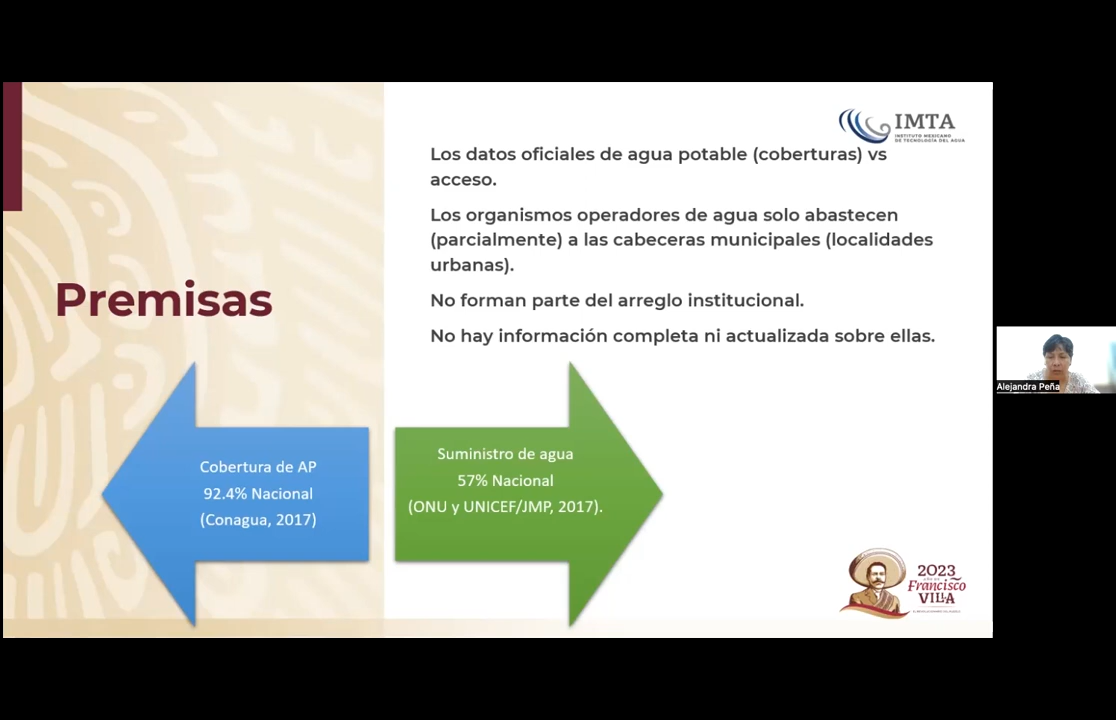 IMTA
INSTITUTO MEXICANO
DE TECNOLOGÍA DEL AGUA
Los datos oficiales de agua potable (coberturas) vs
acceso.
Los organismos operadores de agua solo abastecen
(parcialmente) a las cabeceras municipales (localidades
urbanas).
Premisas
No forman parte del arreglo institucional.
No hay información completa ni actualizada sobre ellas.
Alejandra Peña
Cobertura de AP
92.4% Nacional
(Conagua, 2017)
Suministro de agua
57% Nacional
(ONU y UNICEF/JMP, 2017).
2023
AÑO DE
Francisco
VILLA